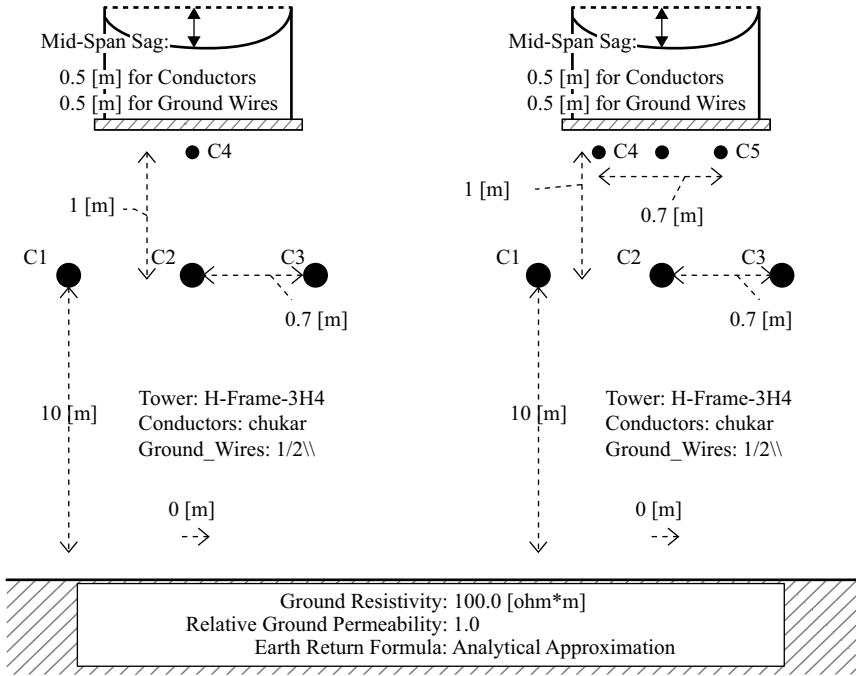 Mid-Span Sag:
0.5 [m] for Conductors
0.5 [m] for Ground Wires
C4
1 [m]
C1
C2
C3
0.7 [m]
10 [m]
Tower: H-Frame-3H4
Conductors: chukar
Ground_Wires: 1/2\\
0 [m]
Mid-Span Sag:
0.5 [m] for Conductors
0.5 [m] for Ground Wires
C4
C5
1 [m]
0.7 [m]
C1
C2
C3
0.7 [m]
10 [m]
Tower: H-Frame-3H4
Conductors: chukar
Ground_Wires: 1/2\\
0 [m]
Ground Resistivity: 100.0 [ohm*m]
Relative Ground Permeability: 1.0
Earth Return Formula: Analytical Approximation